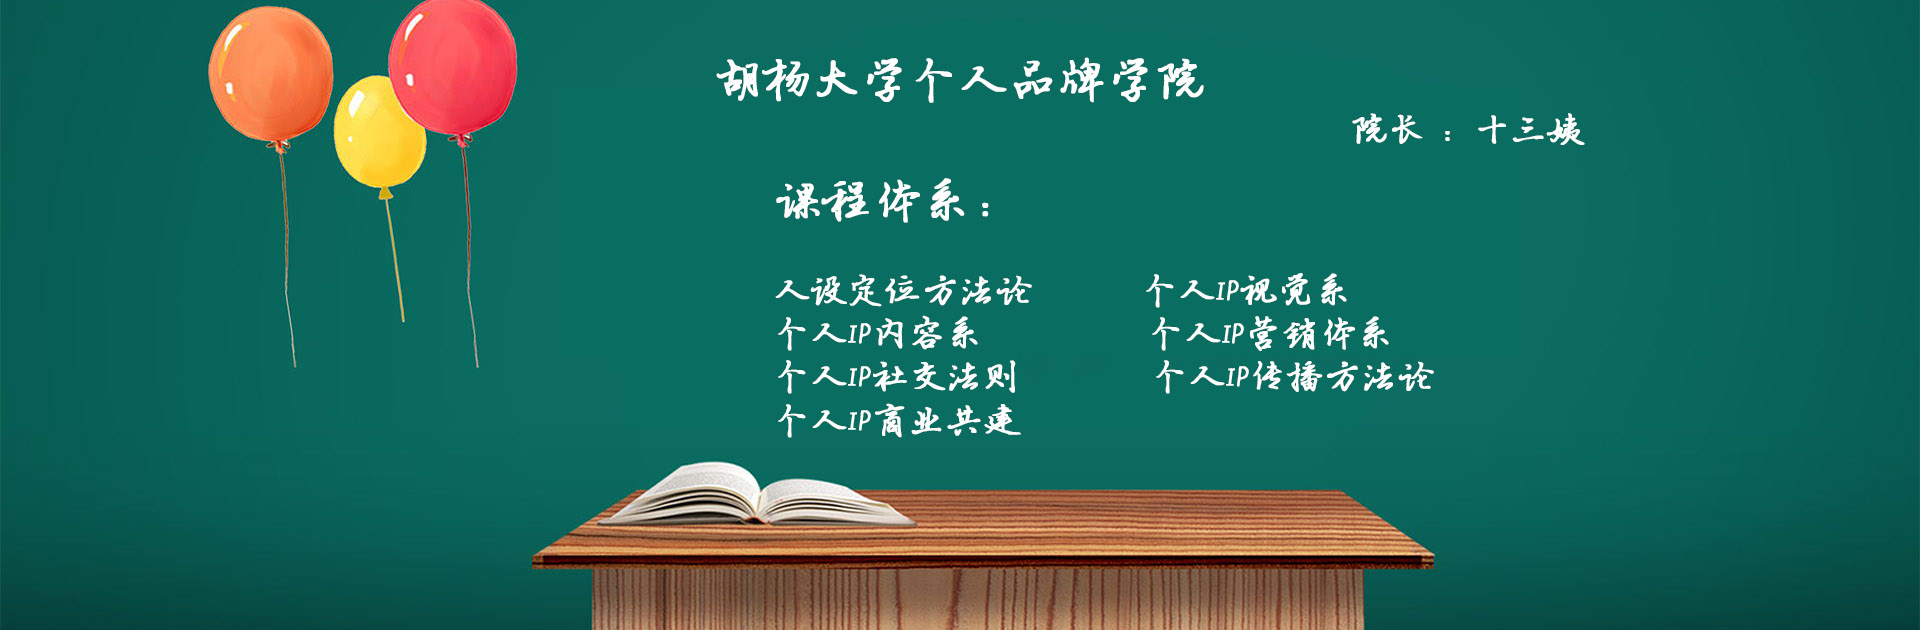 胡杨大学个人品牌学院
院长 ：十三姨
课程体系：
人设定位方法论 个人IP视觉系
个人IP内容系 个人IP营销体系
个人IP社交法则 个人IP传播方法论
个人IP商业共建